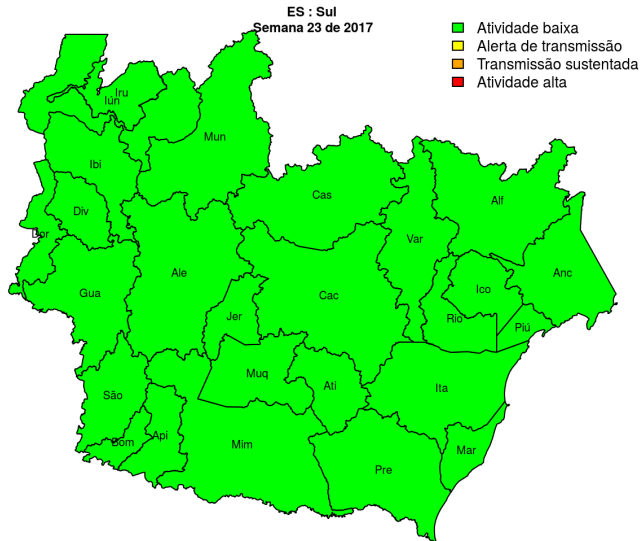 ES : Sul
Semana 23 de 2017
Atividade baixa
Alerta de transmissão
Transmissão sustentada
Atividade alta
Iru
Iún
Mun
Ibi
Cas
Alf
Div
Dor
Var
Ale
Anc
Gua
Cac
Ico
Jer
Rio
Piú
Muq
Ati
Ita
São
Bom
Api
Mim
Mar
Pre